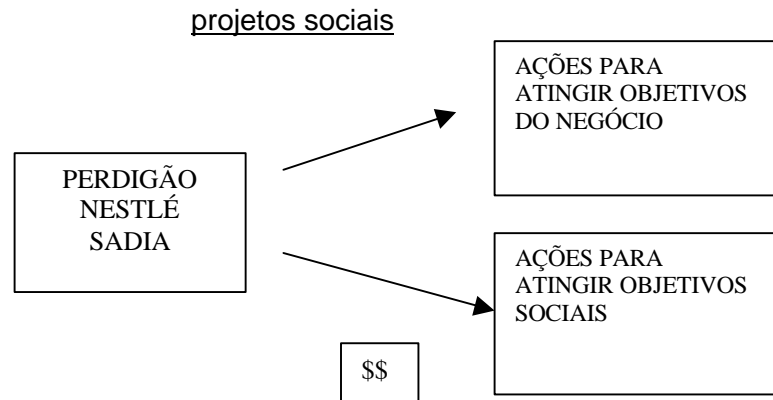 projetos sociais
AÇÕES PARA
ATINGIR OBJETIVOS
DO NEGÓCIO
PERDIGÃO
NESTLÉ
SADIA
AÇÕES PARA
ATINGIR OBJETIVOS
SOCIAIS
$$